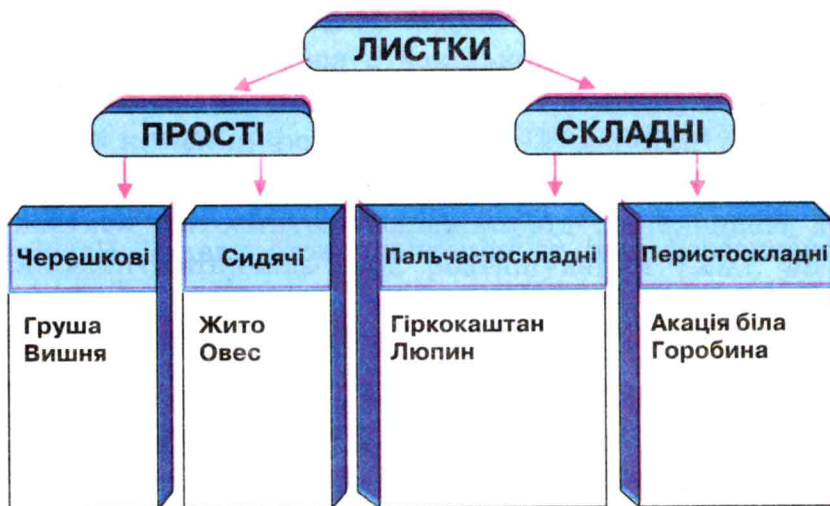 ЛИСТКИ
ПРОСТІ
СКЛАДНІ
Черешкові
Сидячі
Пальчастоскладні
Перистоскладні
Груша
Вишня
Жито
Овес
Гіркокаштан
Люпин
Акація біла
Горобина